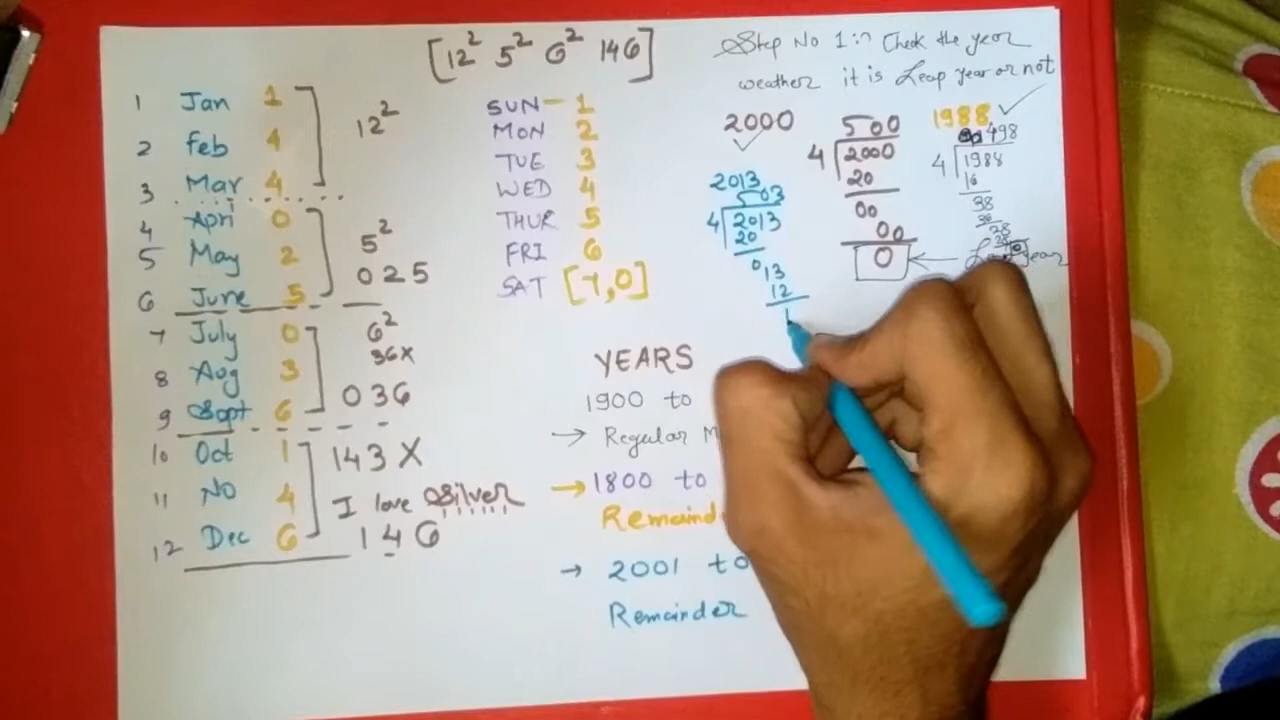 [12² 5² 6² 146]
1 Jan 1
2 feb 4
3 Mar 4
12²
4 Apri 0
5 May 2
6 June 5
5²
025
7 July 0
8 Aug 3
9 Sept 6
6²
36X
036
10 Oct 1
11 No 4
12 Dec 6
143 X
I love silver
146
SUN - 1
MON 2
TUE 3
WED 4
THUR 5
FRI 6
SAT [7,0]
Step No 1:- Check the year
weather it is Leap year or not
2000
2013
503
4 2013
20
013
12
1
500
4 2000
20
00
00
0
1988
498
4 1988
16
38
36
28
YEARS
1900 to
→ Regular M
→ 1800 to
Remaind
→ 2001 to
Remainder